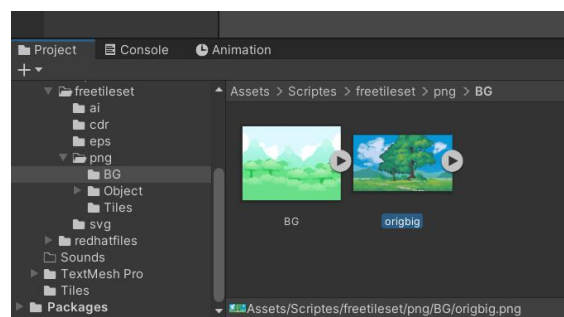 Project Console Animation
+
freetileset
Assets > Scriptes > freetileset > png > BG
ai
cdr
eps
png
BG
Object
Tiles
svg
redhatfiles
Sounds
TextMesh Pro
Tiles
Packages
BG origbig
Assets/Scriptes/freetileset/png/BG/origbig.png